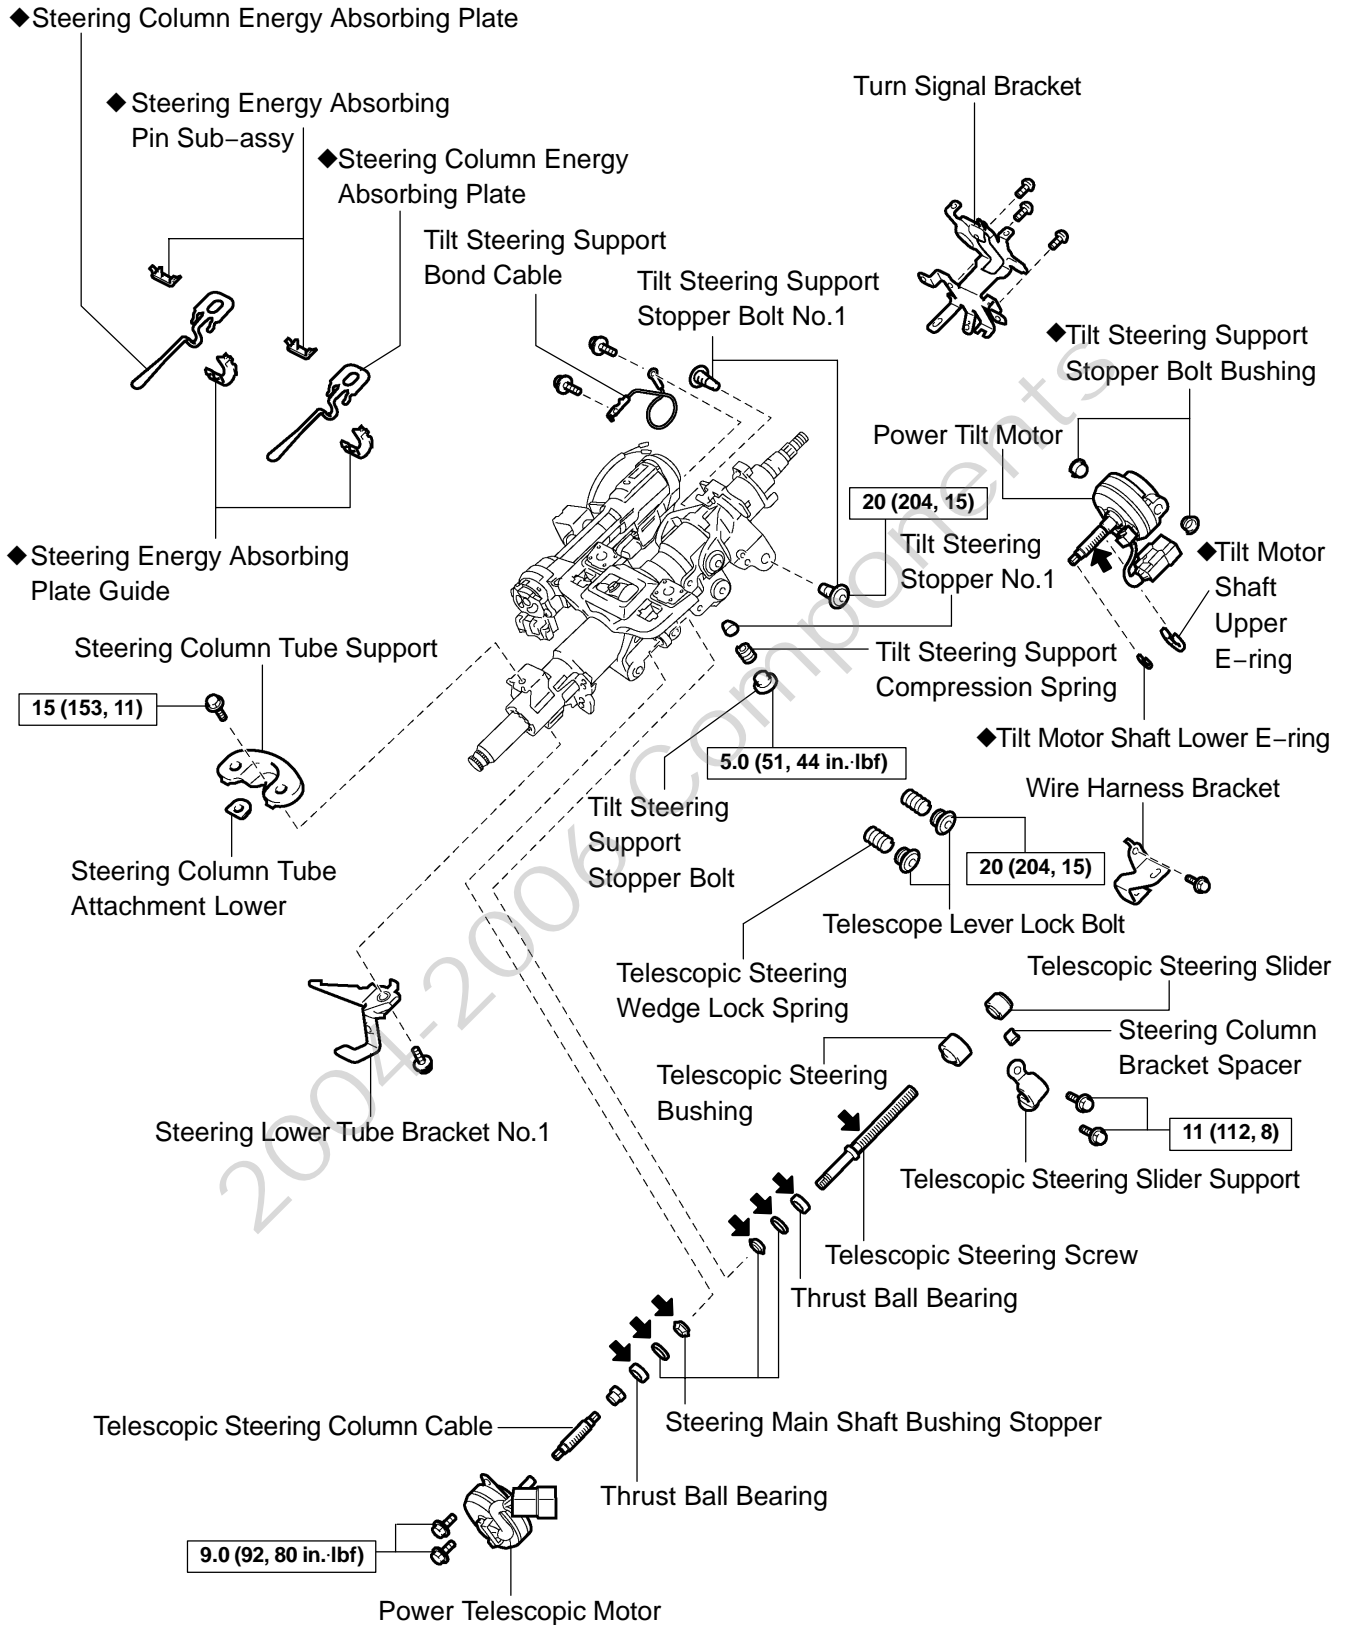 ◆Steering Column Energy Absorbing Plate
◆Steering Energy Absorbing
Pin Sub−assy
◆Steering Column Energy
Absorbing Plate
Turn Signal Bracket
Tilt Steering Support
Bond Cable
Tilt Steering Support
Stopper Bolt No.1
◆Tilt Steering Support
Stopper Bolt Bushing
Power Tilt Motor
20 (204, 15)
Tilt Steering
Stopper No.1
◆Tilt Motor
Shaft
Upper
E−ring
◆Steering Energy Absorbing
Plate Guide
Steering Column Tube Support
15 (153, 11)
Tilt Steering Support
Compression Spring
◆Tilt Motor Shaft Lower E−ring
5.0 (51, 44 in.·lbf)
Wire Harness Bracket
Tilt Steering
Support
Stopper Bolt
20 (204, 15)
Steering Column Tube
Attachment Lower
Telescope Lever Lock Bolt
Telescopic Steering
Wedge Lock Spring
Telescopic Steering Slider
Steering Column
Bracket Spacer
Telescopic Steering
Bushing
Steering Lower Tube Bracket No.1
11 (112, 8)
Telescopic Steering Slider Support
Telescopic Steering Screw
Thrust Ball Bearing
Telescopic Steering Column Cable
Steering Main Shaft Bushing Stopper
Thrust Ball Bearing
9.0 (92, 80 in.·lbf)
Power Telescopic Motor
2004-2006 Components